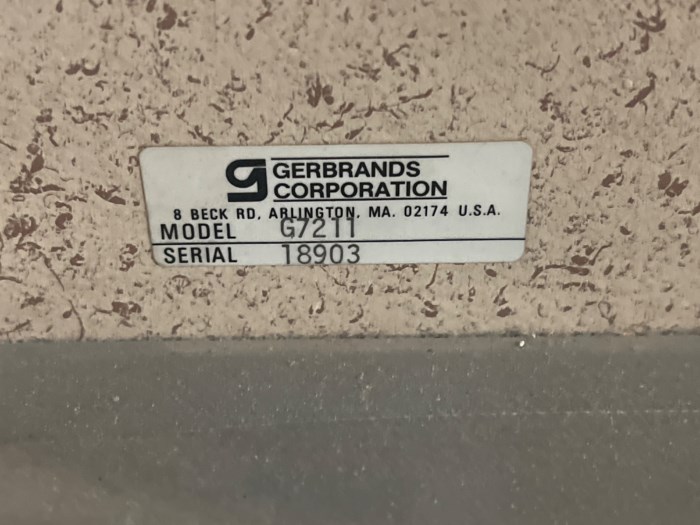 GERBRANDS
CORPORATION
8 BECK RD, ARLINGTON, MA. 02174 U.S.A.
MODEL G7211
SERIAL 18903